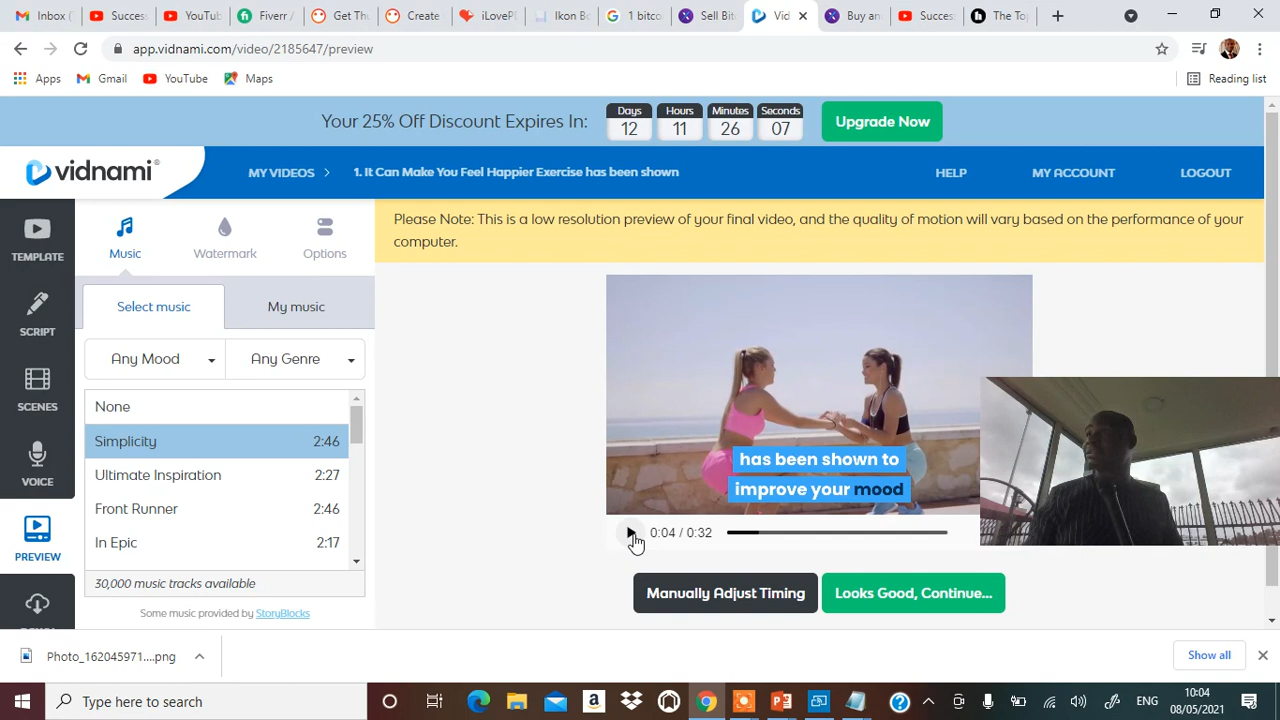 Inbox (
Success
YouTub
Fiverr /
Get Thu
Create
iLovePD
Ikon Bo
1 bitco
Sell Bit
Vid
Buy an
Succes
The To
app.vidnami.com/video/2185647/preview
Apps
Gmail
YouTube
Maps
Reading list
Your 25% Off Discount Expires In:
Days
Hours
Minutes
Seconds
12
11
26
07
Upgrade Now
vidnami®
MY VIDEOS
1. It Can Make You Feel Happier Exercise has been shown
HELP
MY ACCOUNT
LOGOUT
TEMPLATE
SCRIPT
SCENES
VOICE
PREVIEW
Music
Watermark
Options
Select music
My music
Any Mood
Any Genre
None
Simplicity 2:46
Ultimate Inspiration 2:27
Front Runner 2:46
In Epic 2:17
30,000 music tracks available
Some music provided by StoryBlocks
Please Note: This is a low resolution preview of your final video, and the quality of motion will vary based on the performance of your
computer.
has been shown to
improve your mood
0:04 / 0:32
Manually Adjust Timing
Looks Good, Continue...
Photo_162045971....png
Show all
Type here to search
ENG
10:04
08/05/2021